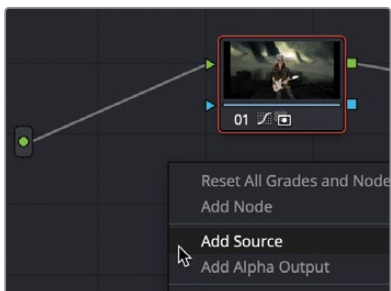 01
Reset All Grades and Node
Add Node
Add Source
Add Alpha Output